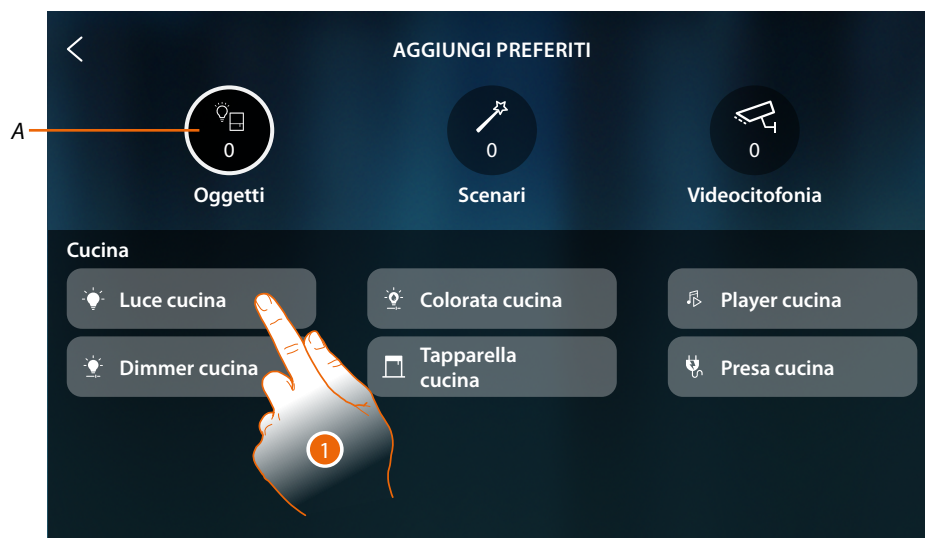 AGGIUNGI PREFERITI
A
0
0
0
Oggetti
Scenari
Videocitofonia
Cucina
Luce cucina
Colorata cucina
Player cucina
Dimmer cucina
Tapparella
cucina
Presa cucina
1